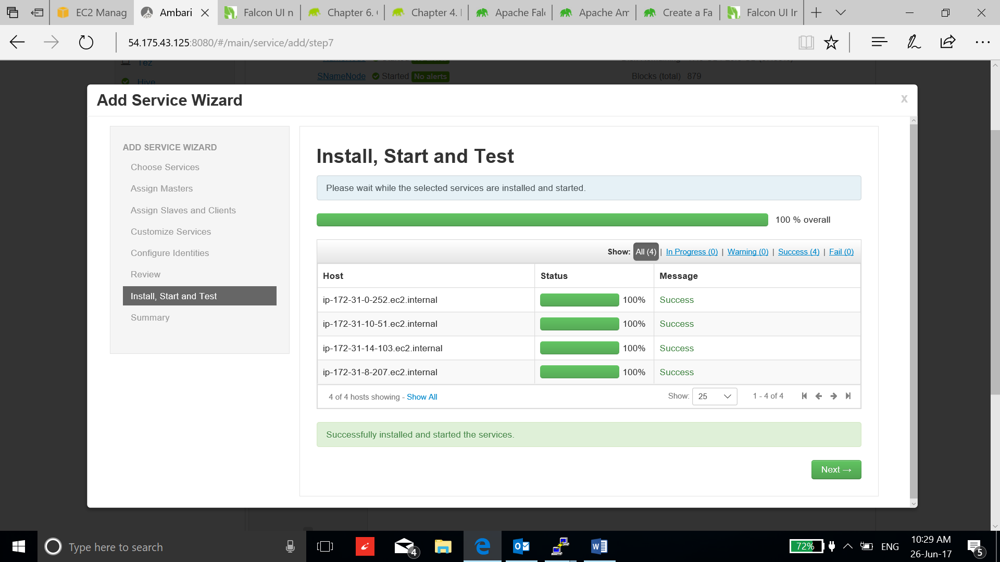 EC2 Manag
Ambari
Falcon UI n
Chapter 6.
Chapter 4.
Apache Fal
Apache Am
Create a Fa
Falcon UI Ir
54.175.43.125:8080/#/main/service/add/step7
Tez
Hive
SNameNode Started No alerts
Blocks (total) 879
Add Service Wizard
x
ADD SERVICE WIZARD
Choose Services
Assign Masters
Assign Slaves and Clients
Customize Services
Configure Identities
Review
Install, Start and Test
Summary
Install, Start and Test
Please wait while the selected services are installed and started.
100 % overall
Show: All (4) | In Progress (0) | Warning (0) | Success (4) | Fail (0)
Host Status Message
ip-172-31-0-252.ec2.internal 100% Success
ip-172-31-10-51.ec2.internal 100% Success
ip-172-31-14-103.ec2.internal 100% Success
ip-172-31-8-207.ec2.internal 100% Success
4 of 4 hosts showing - Show All
Show: 25 1 - 4 of 4
Successfully installed and started the services.
Next →
Type here to search
4
72%
ENG
10:29 AM
26-Jun-17
5